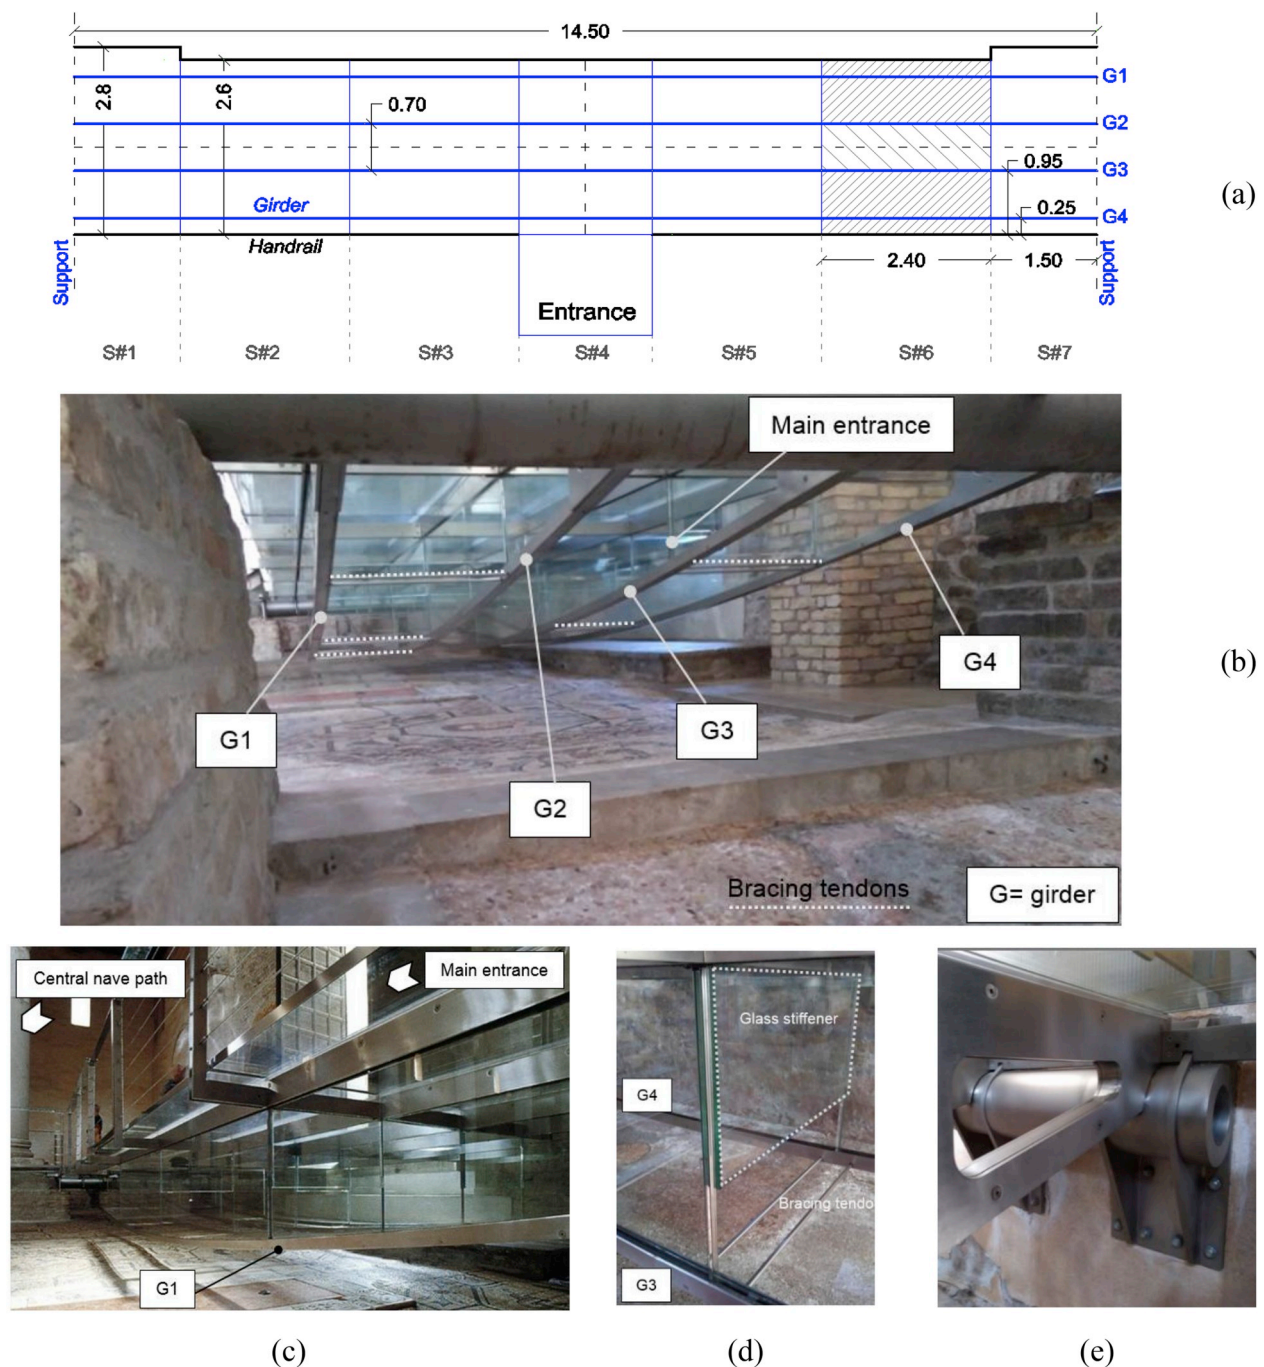 14.50
2.8
2.6
0.70
G1
G2
G3
0.95
G4
0.25
Girder
Handrail
2.40
1.50
Support
Support
Entrance
S#1
S#2
S#3
S#4
S#5
S#6
S#7
(a)
Main entrance
G4
G1
G3
G2
Bracing tendons
G= girder
(b)
Central nave path
Main entrance
G1
(c)
Glass stiffener
G4
Bracing tendo
G3
(d)
(e)